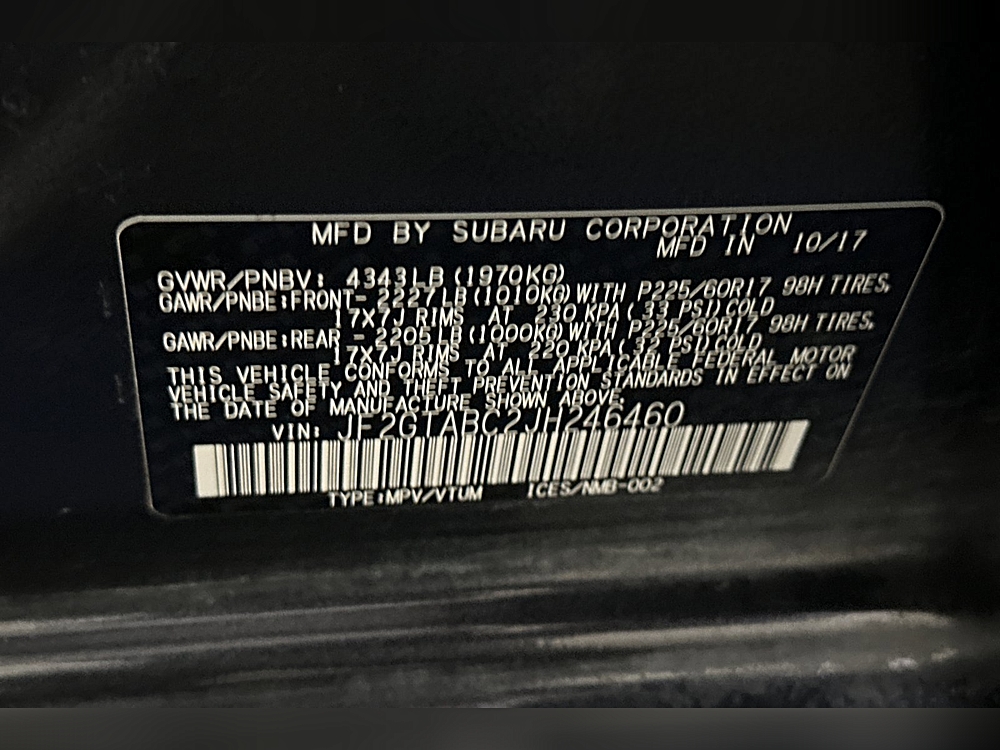 MFD BY SUBARU CORPORATION
MFD IN 10/17
GVWR/PNBV: 4343LB (1970KG)
GAWR/PNBE:FRONT- 2227LB(1010KG)WITH P225/60R17 98H TIRES,
17X7J RIMS AT 230 KPA( 33 PSI)COLD
GAWR/PNBE:REAR - 2205LB(1000KG)WITH P225/60R17 98H TIRES,
17X7J RIMS AT 220 KPA( 32 PSI)COLD
THIS VEHICLE CONFORMS TO ALL APPLICABLE FEDERAL MOTOR
VEHICLE SAFETY AND THEFT PREVENTION STANDARDS IN EFFECT ON
THE DATE OF MANUFACTURE SHOWN ABOVE.
VIN: JF2GTABC2JH246460
TYPE:MPV/VTUM ICES/NMB-002